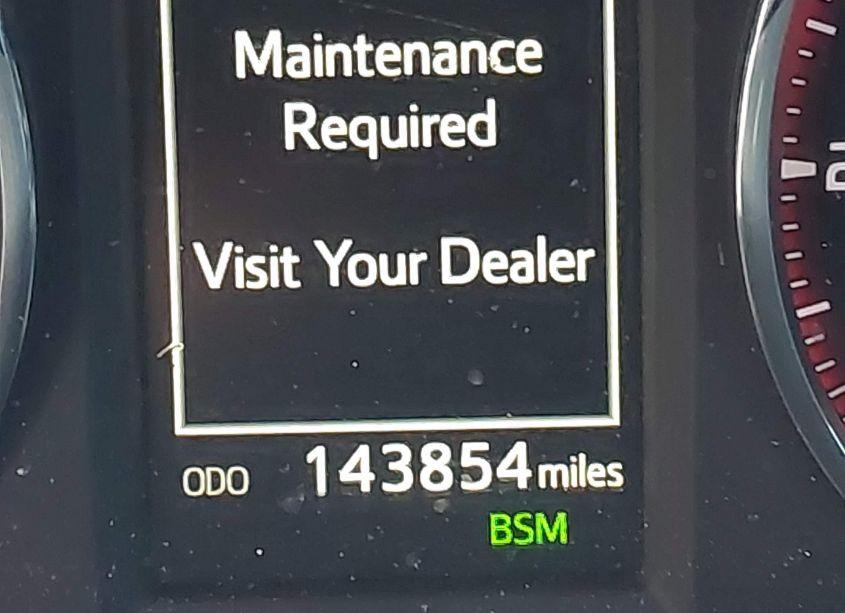 Maintenance
Required
Visit Your Dealer
ODO 143854 miles
BSM